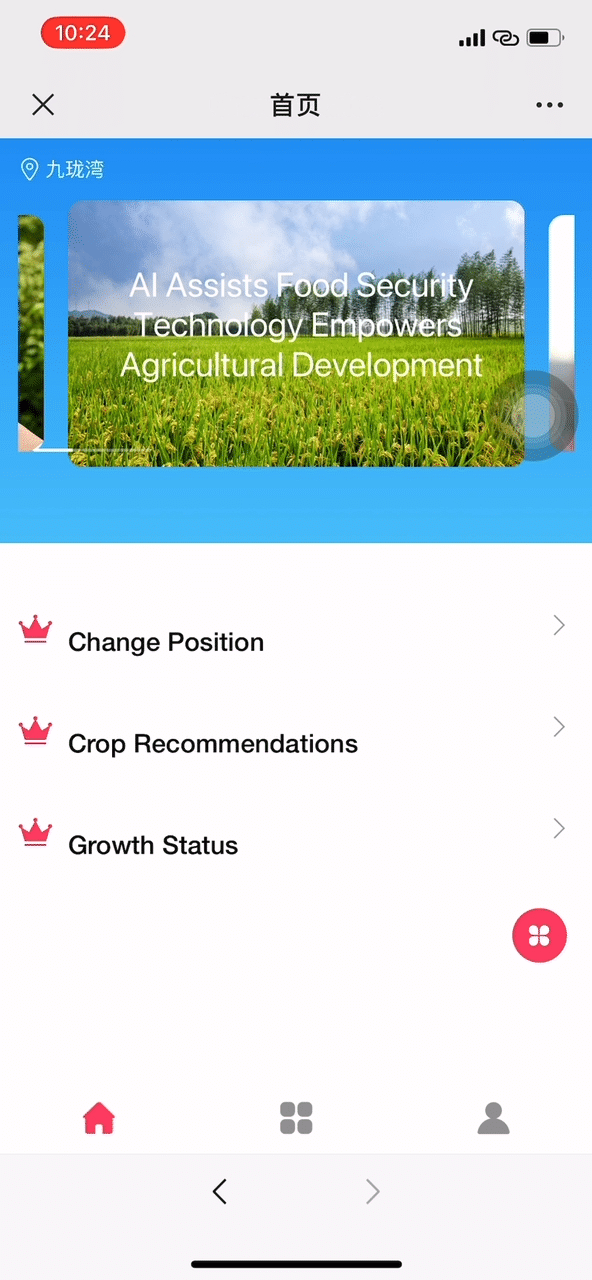 10:24
首页
九珑湾
AI Assists Food Security
Technology Empowers
Agricultural Development
Change Position
Crop Recommendations
Growth Status